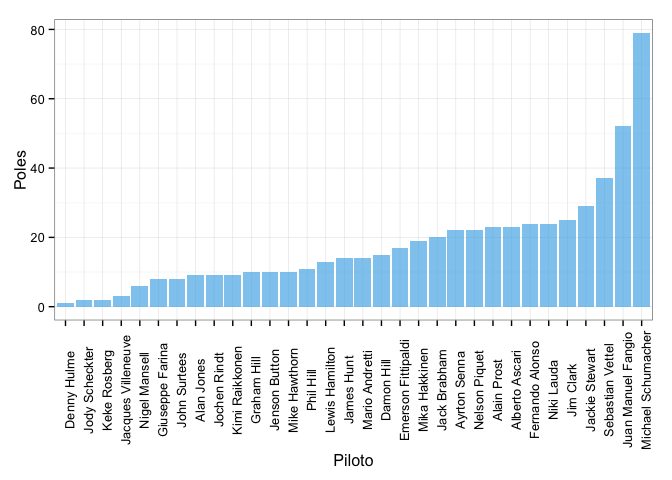 80
60
40
20
0
Poles
Denny Hulme
Jody Scheckter
Keke Rosberg
Jacques Villeneuve
Nigel Mansell
Giuseppe Farina
John Surtees
Alan Jones
Jochen Rindt
Kimi Raikkonen
Graham Hill
Jenson Button
Mike Hawthorn
Phil Hill
Lewis Hamilton
James Hunt
Mario Andretti
Damon Hill
Emerson Fittipaldi
Mika Hakkinen
Jack Brabham
Ayrton Senna
Nelson Piquet
Alain Prost
Alberto Ascari
Fernando Alonso
Niki Lauda
Jim Clark
Jackie Stewart
Sebastian Vettel
Juan Manuel Fangio
Michael Schumacher
Piloto